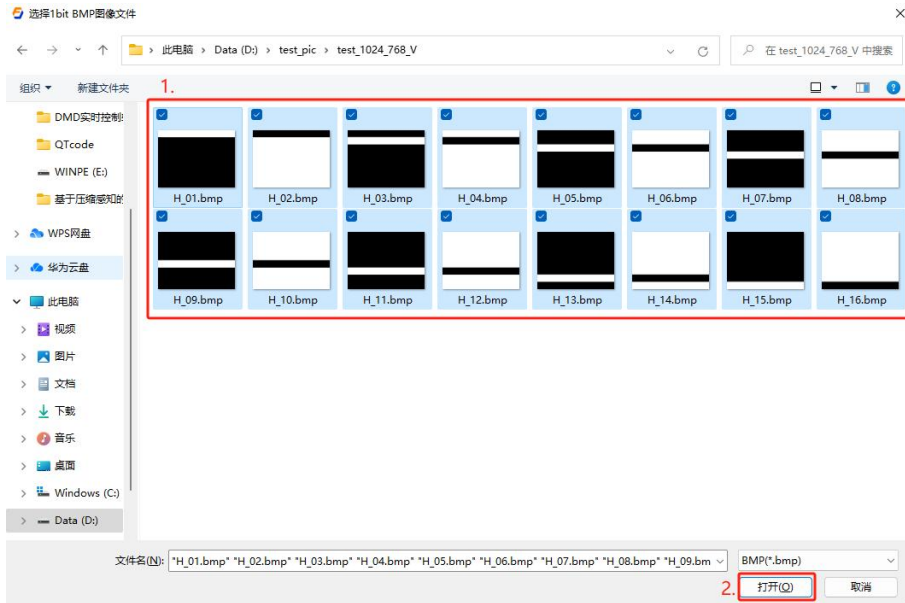 选择1bit BMP图像文件
此电脑 › Data (D:) › test_pic › test_1024_768_V
在 test_1024_768_V 中搜索
组织 新建文件夹
1.
DMD实时控制
QTcode
WINPE (E:)
基于压缩感知的
WPS网盘
华为云盘
此电脑
视频
图片
文档
下载
音乐
桌面
Windows (C:)
Data (D:)
H_01.bmp H_02.bmp H_03.bmp H_04.bmp H_05.bmp H_06.bmp H_07.bmp H_08.bmp
H_09.bmp H_10.bmp H_11.bmp H_12.bmp H_13.bmp H_14.bmp H_15.bmp H_16.bmp
文件名(N): "H_01.bmp" "H_02.bmp" "H_03.bmp" "H_04.bmp" "H_05.bmp" "H_06.bmp" "H_07.bmp" "H_08.bmp" "H_09.bm
BMP(*.bmp)
2.
打开(O) 取消